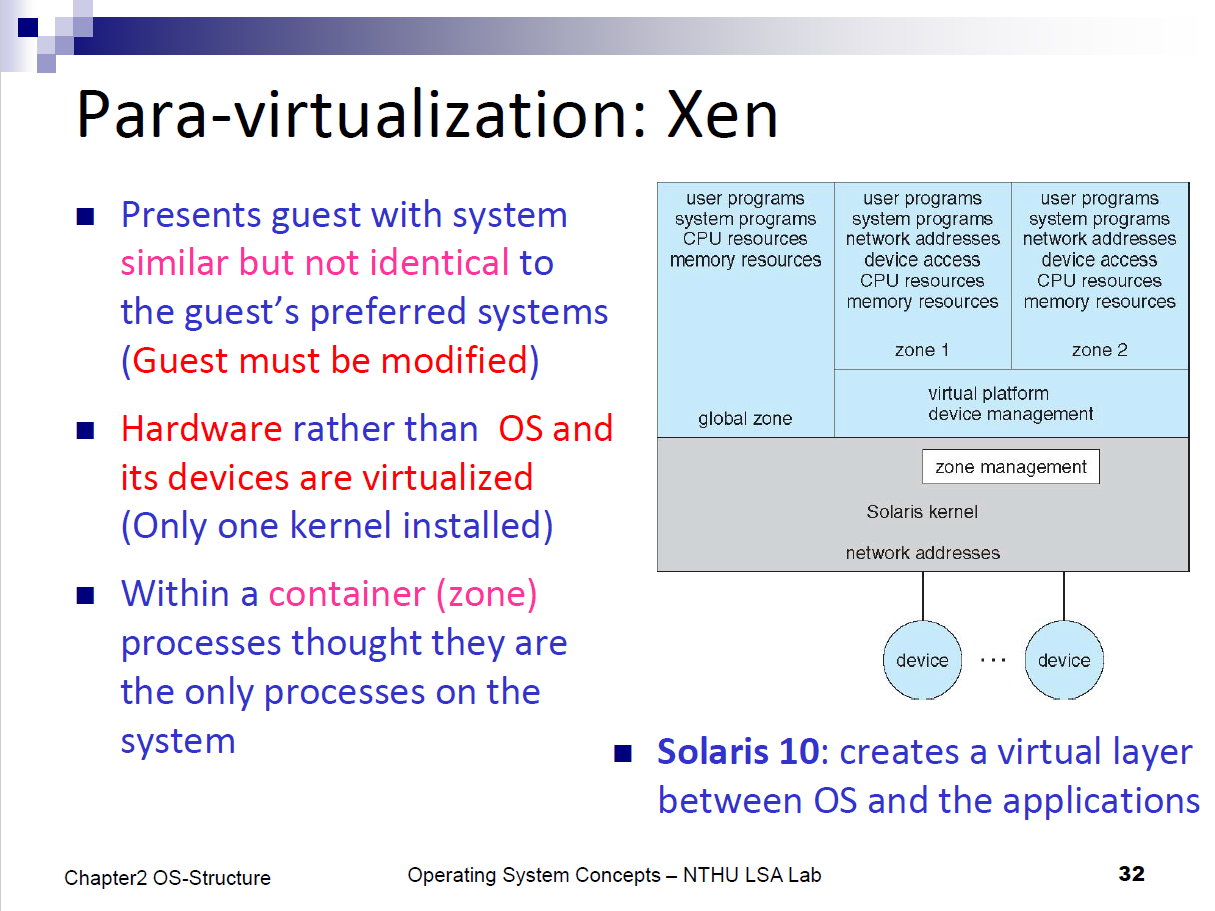 Para-virtualization: Xen
Presents guest with system
similar but not identical to
the guest’s preferred systems
(Guest must be modified)
Hardware rather than  OS and
its devices are virtualized
(Only one kernel installed)
Within a container (zone)
processes thought they are
the only processes on the
system
user programs
system programs
CPU resources
memory resources
global zone
user programs
system programs
network addresses
device access
CPU resources
memory resources
zone 1
user programs
system programs
network addresses
device access
CPU resources
memory resources
zone 2
virtual platform
device management
zone management
Solaris kernel
network addresses
device
...
device
Solaris 10: creates a virtual layer
between OS and the applications
Chapter2 OS-Structure
Operating System Concepts – NTHU LSA Lab
32